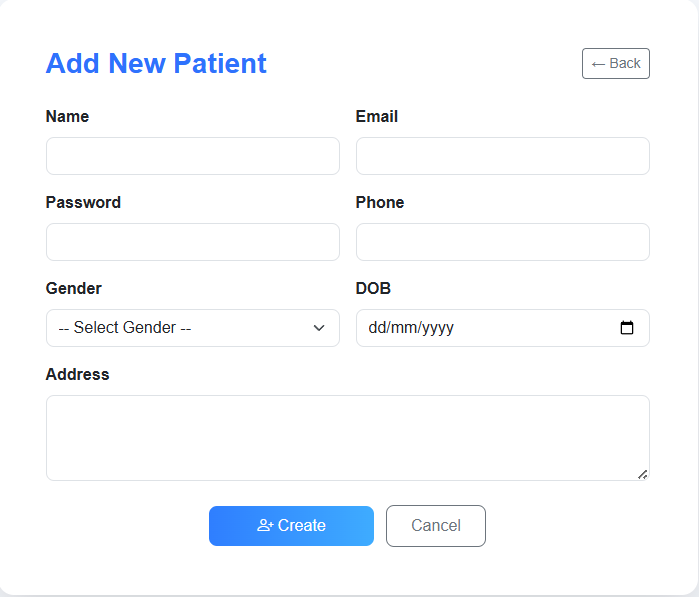 Add New Patient
← Back
Name Email
Password Phone
Gender DOB
-- Select Gender -- dd/mm/yyyy
Address
Create Cancel